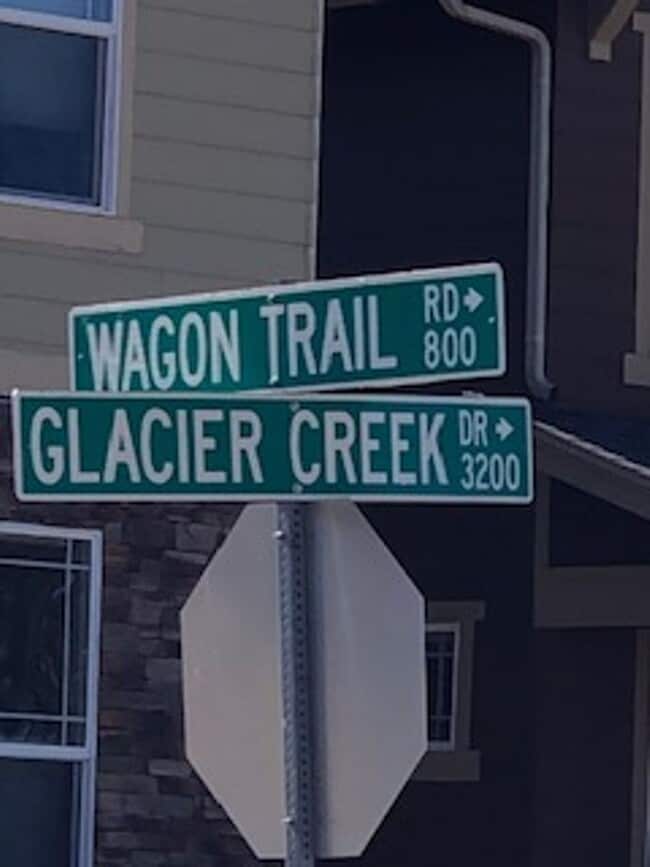 WAGON TRAIL RD→
800
GLACIER CREEK DR→
3200